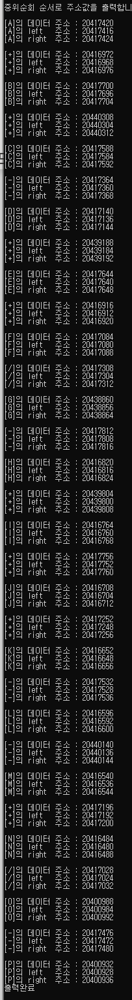 중위순회 순서로 주소값을 출력합니
[A]의 데이터 주소 : 20417420
[A]의 left 주소 : 20417416
[A]의 right 주소 : 20417424
[+]의 데이터 주소 : 20416972
[+]의 left 주소 : 20416968
[+]의 right 주소 : 20416976
[B]의 데이터 주소 : 20417700
[B]의 left 주소 : 20417696
[B]의 right 주소 : 20417704
[*]의 데이터 주소 : 20440308
[*]의 left 주소 : 20440304
[*]의 right 주소 : 20440312
[C]의 데이터 주소 : 20417588
[C]의 left 주소 : 20417584
[C]의 right 주소 : 20417592
[-]의 데이터 주소 : 20417364
[-]의 left 주소 : 20417360
[-]의 right 주소 : 20417368
[D]의 데이터 주소 : 20417140
[D]의 left 주소 : 20417136
[D]의 right 주소 : 20417144
[+]의 데이터 주소 : 20439188
[+]의 left 주소 : 20439184
[+]의 right 주소 : 20439192
[E]의 데이터 주소 : 20417644
[E]의 left 주소 : 20417640
[E]의 right 주소 : 20417648
[+]의 데이터 주소 : 20416916
[+]의 left 주소 : 20416912
[+]의 right 주소 : 20416920
[F]의 데이터 주소 : 20417084
[F]의 left 주소 : 20417080
[F]의 right 주소 : 20417088
[/]의 데이터 주소 : 20417308
[/]의 left 주소 : 20417304
[/]의 right 주소 : 20417312
[G]의 데이터 주소 : 20438860
[G]의 left 주소 : 20438856
[G]의 right 주소 : 20438864
[-]의 데이터 주소 : 20417812
[-]의 left 주소 : 20417808
[-]의 right 주소 : 20417816
[H]의 데이터 주소 : 20416820
[H]의 left 주소 : 20416816
[H]의 right 주소 : 20416824
[*]의 데이터 주소 : 20439804
[*]의 left 주소 : 20439800
[*]의 right 주소 : 20439808
[I]의 데이터 주소 : 20416764
[I]의 left 주소 : 20416760
[I]의 right 주소 : 20416768
[+]의 데이터 주소 : 20417756
[+]의 left 주소 : 20417752
[+]의 right 주소 : 20417760
[J]의 데이터 주소 : 20416708
[J]의 left 주소 : 20416704
[J]의 right 주소 : 20416712
[*]의 데이터 주소 : 20417252
[*]의 left 주소 : 20417248
[*]의 right 주소 : 20417256
[K]의 데이터 주소 : 20416652
[K]의 left 주소 : 20416648
[K]의 right 주소 : 20416656
[-]의 데이터 주소 : 20417532
[-]의 left 주소 : 20417528
[-]의 right 주소 : 20417536
[L]의 데이터 주소 : 20416596
[L]의 left 주소 : 20416592
[L]의 right 주소 : 20416600
[-]의 데이터 주소 : 20440140
[-]의 left 주소 : 20440136
[-]의 right 주소 : 20440144
[M]의 데이터 주소 : 20416540
[M]의 left 주소 : 20416536
[M]의 right 주소 : 20416544
[+]의 데이터 주소 : 20417196
[+]의 left 주소 : 20417192
[+]의 right 주소 : 20417200
[N]의 데이터 주소 : 20416484
[N]의 left 주소 : 20416480
[N]의 right 주소 : 20416488
[/]의 데이터 주소 : 20417028
[/]의 left 주소 : 20417024
[/]의 right 주소 : 20417032
[O]의 데이터 주소 : 20400988
[O]의 left 주소 : 20400984
[O]의 right 주소 : 20400992
[-]의 데이터 주소 : 20417476
[-]의 left 주소 : 20417472
[-]의 right 주소 : 20417480
[P]의 데이터 주소 : 20400932
[P]의 left 주소 : 20400928
[P]의 right 주소 : 20400936
출력완료